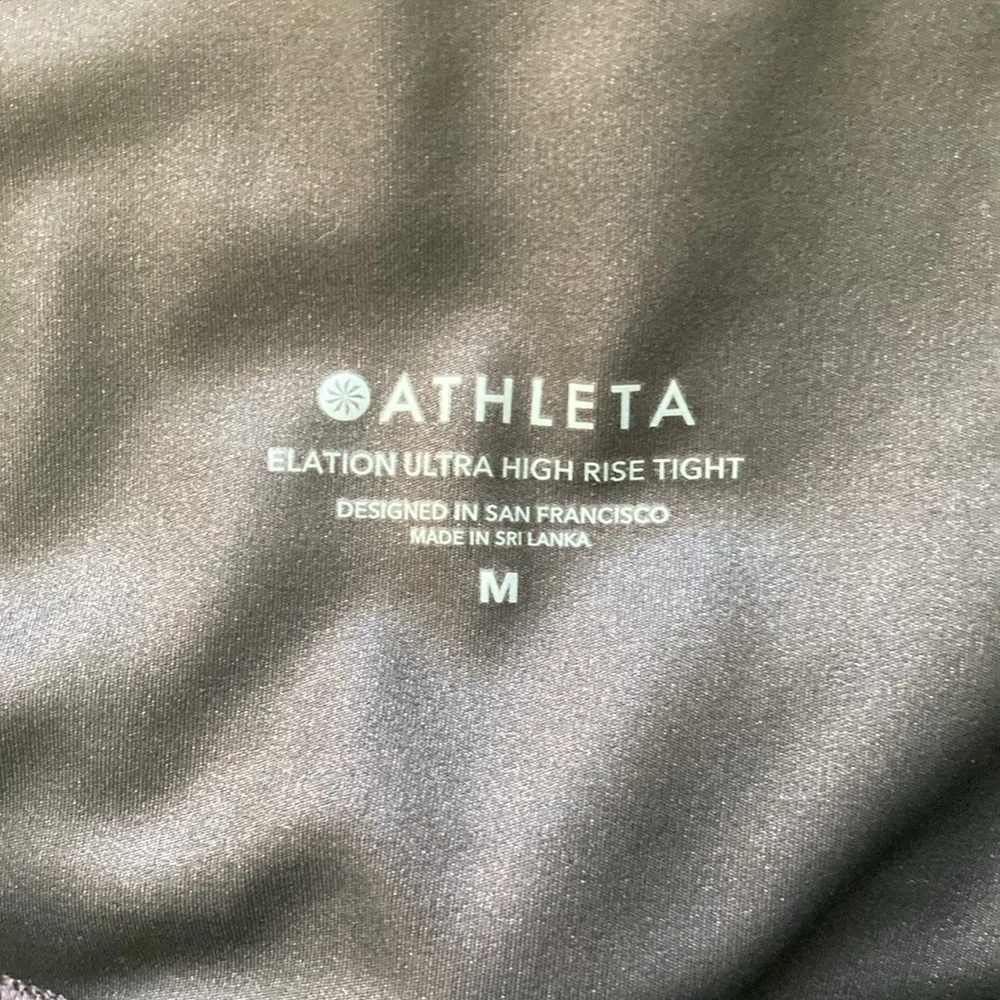 ATHLETA
ELATION ULTRA HIGH RISE TIGHT
DESIGNED IN SAN FRANCISCO
MADE IN SRI LANKA
M